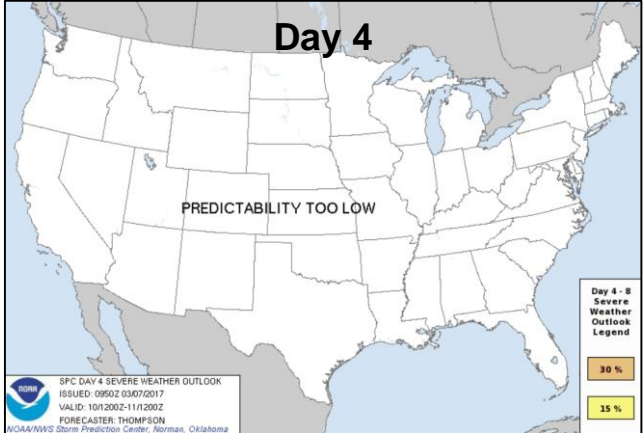 Day 4
PREDICTABILITY TOO LOW
Day 4 - 8
Severe
Weather
Outlook
Legend
30 %
15 %
NOAA
SPC DAY 4 SEVERE WEATHER OUTLOOK
ISSUED: 0950Z 03/07/2017
VALID: 10/1200Z-11/1200Z
FORECASTER: THOMPSON
NOAA/NWS Storm Prediction Center, Norman, Oklahoma